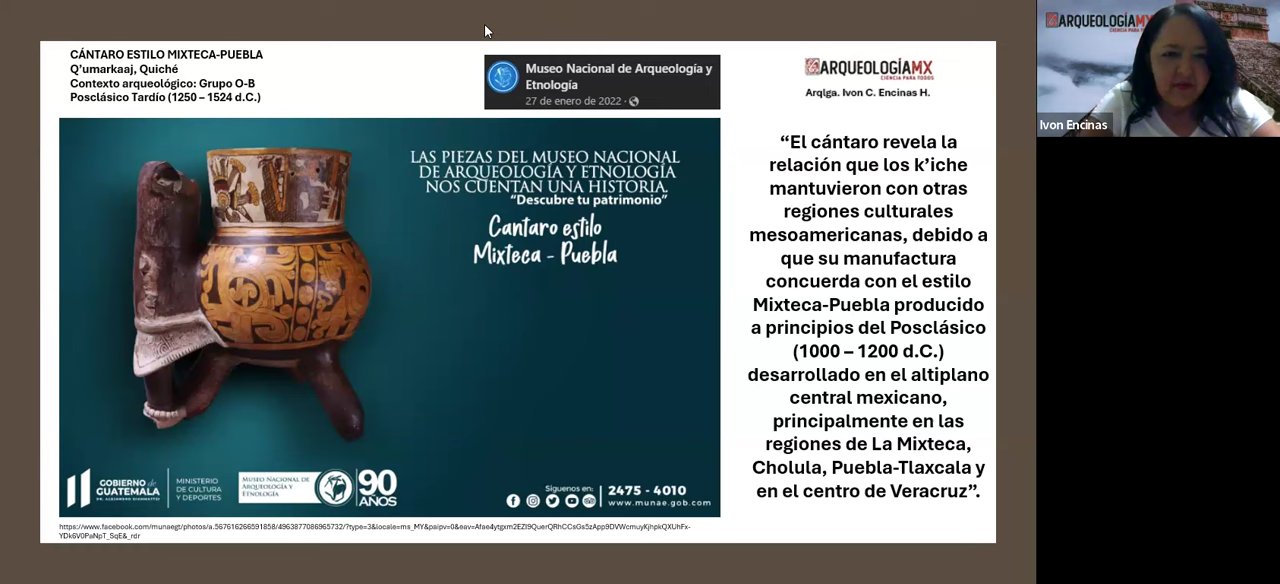 CÁNTARO ESTILO MIXTECA-PUEBLA
Q'umarkaaj, Quiché
Contexto arqueológico: Grupo O-B
Posclásico Tardío (1250 – 1524 d.C.)
Museo Nacional de Arqueología y
Etnología
27 de enero de 2022 ·
ARQUEOLOGÍAMX
CIENCIA PARA TODOS
Arqlga. Ivon C. Encinas H.
LAS PIEZAS DEL MUSEO NACIONAL
DE ARQUEOLOGÍA Y ETNOLOGÍA
NOS CUENTAN UNA HISTORIA.
“Descubre tu patrimonio”
Cantaro estilo
Mixteca - Puebla
GOBIERNO de
GUATEMALA
DR. ALEJANDRO GIAMMATTEI
MINISTERIO
DE CULTURA
Y DEPORTES
MUSEO NACIONAL DE
ARQUEOLOGÍA Y
ETNOLOGÍA
90
AÑOS
Síguenos en:
2475 - 4010
www.munae.gob.com
“El cántaro revela la
relación que los k’iche
mantuvieron con otras
regiones culturales
mesoamericanas, debido a
que su manufactura
concuerda con el estilo
Mixteca-Puebla producido
a principios del Posclásico
(1000 – 1200 d.C.)
desarrollado en el altiplano
central mexicano,
principalmente en las
regiones de La Mixteca,
Cholula, Puebla-Tlaxcala y
en el centro de Veracruz”.
ARQUEOLOGÍAMX
CIENCIA PARA TODOS
Ivon Encinas